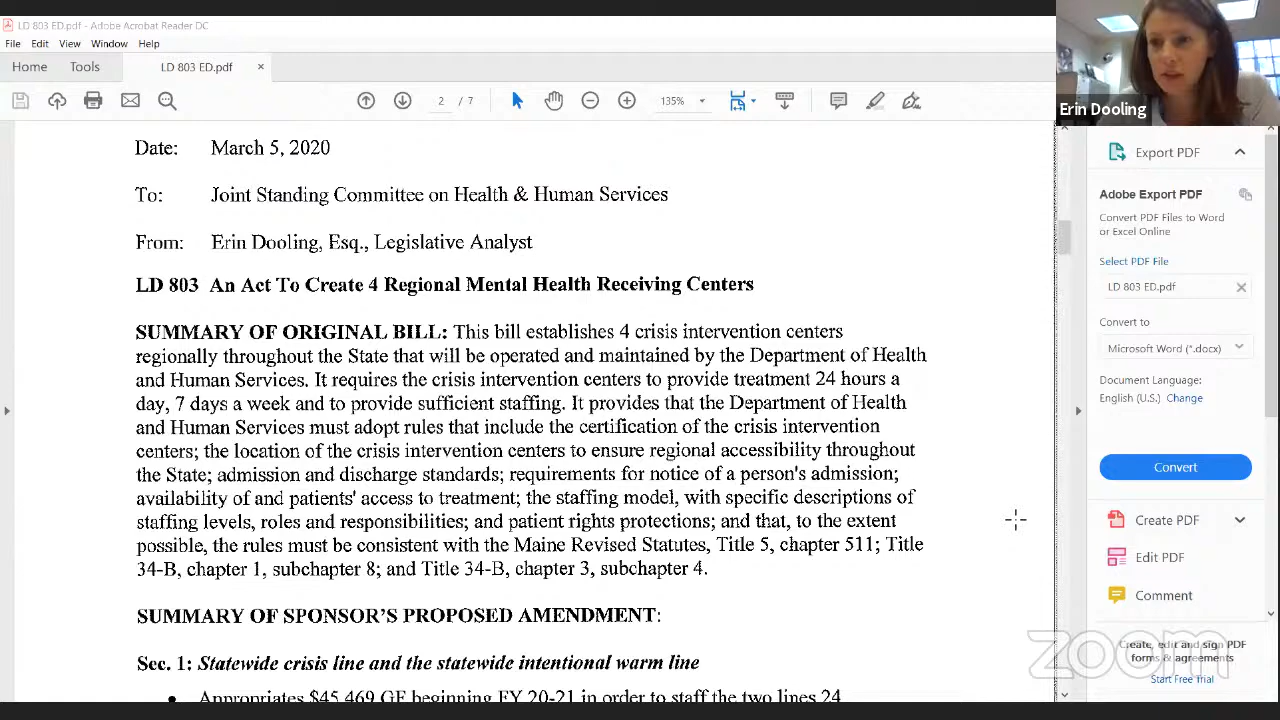 LD 803 ED.pdf - Adobe Acrobat Reader DC
File Edit View Window Help
Home Tools LD 803 ED.pdf ×
2 / 7 135%
Erin Dooling
Date: March 5, 2020
To: Joint Standing Committee on Health & Human Services
From: Erin Dooling, Esq., Legislative Analyst
LD 803 An Act To Create 4 Regional Mental Health Receiving Centers
SUMMARY OF ORIGINAL BILL: This bill establishes 4 crisis intervention centers
regionally throughout the State that will be operated and maintained by the Department of Health
and Human Services. It requires the crisis intervention centers to provide treatment 24 hours a
day, 7 days a week and to provide sufficient staffing. It provides that the Department of Health
and Human Services must adopt rules that include the certification of the crisis intervention
centers; the location of the crisis intervention centers to ensure regional accessibility throughout
the State; admission and discharge standards; requirements for notice of a person's admission;
availability of and patients' access to treatment; the staffing model, with specific descriptions of
staffing levels, roles and responsibilities; and patient rights protections; and that, to the extent
possible, the rules must be consistent with the Maine Revised Statutes, Title 5, chapter 511; Title
34-B, chapter 1, subchapter 8; and Title 34-B, chapter 3, subchapter 4.
SUMMARY OF SPONSOR'S PROPOSED AMENDMENT:
Sec. 1: Statewide crisis line and the statewide intentional warm line
• Appropriates $45,469 GF beginning FY 20-21 in order to staff the two lines 24
Export PDF
Adobe Export PDF
Convert PDF Files to Word
or Excel Online
Select PDF File
LD 803 ED.pdf ×
Convert to
Microsoft Word (*.docx)
Document Language:
English (U.S.) Change
Convert
Create PDF
Edit PDF
Comment
Create, edit and sign PDF
forms & agreements
Start Free Trial
zoom